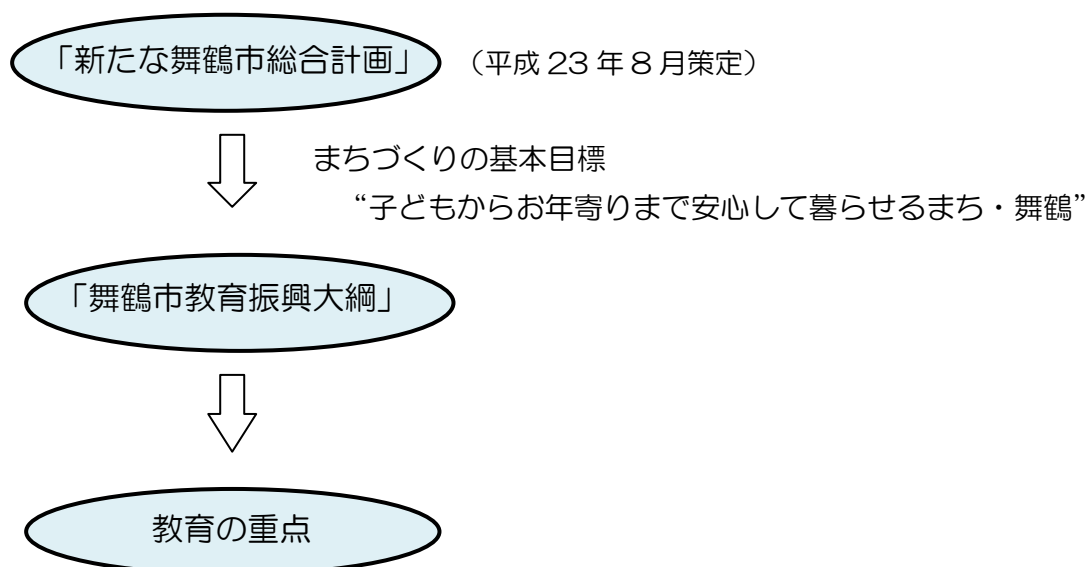 「新たな舞鶴市総合計画」 （平成 23 年 8 月策定）
まちづくりの基本目標
“子どもからお年寄りまで安心して暮らせるまち・舞鶴”
「舞鶴市教育振興大綱」
教育の重点